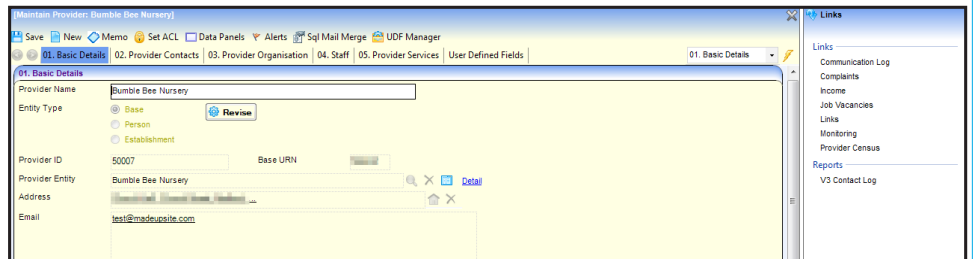 [Maintain Provider: Bumble Bee Nursery]
Save New Memo Set ACL Data Panels Alerts Sql Mail Merge UDF Manager
01. Basic Details 02. Provider Contacts 03. Provider Organisation 04. Staff 05. Provider Services User Defined Fields 01. Basic Details
01. Basic Details
Provider Name Bumble Bee Nursery
Entity Type Base Revise
Person
Establishment
Provider ID 50007 Base URN
Provider Entity Bumble Bee Nursery Detail
Address ...
Email test@madeupsite.com
Links
Links
Communication Log
Complaints
Income
Job Vacancies
Links
Monitoring
Provider Census
Reports
V3 Contact Log